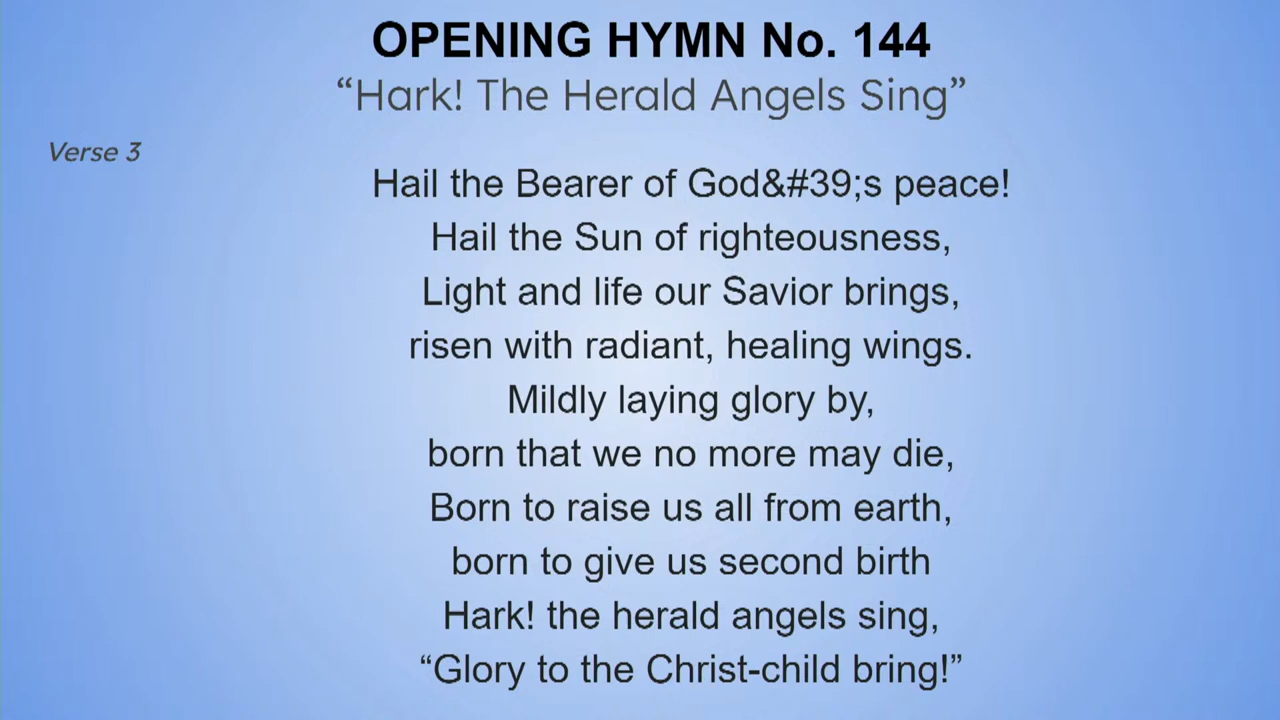 OPENING HYMN No. 144
“Hark! The Herald Angels Sing”
Verse 3
Hail the Bearer of God&#39;s peace!
Hail the Sun of righteousness,
Light and life our Savior brings,
risen with radiant, healing wings.
Mildly laying glory by,
born that we no more may die,
Born to raise us all from earth,
born to give us second birth
Hark! the herald angels sing,
“Glory to the Christ-child bring!”